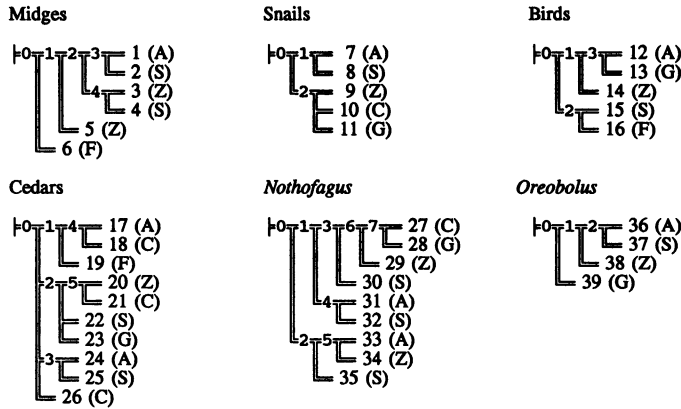 Midges Snails Birds
0 1 2 3 1 (A) 0 1 7 (A) 0 1 3 12 (A)
2 (S) 8 (S) 13 (G)
4 3 (Z) 2 9 (Z) 14 (Z)
4 (S) 10 (C) 2 15 (S)
5 (Z) 11 (G) 16 (F)
6 (F)
Cedars Nothofagus Oreobolus
0 1 4 17 (A) 0 1 3 6 7 27 (C) 0 1 2 36 (A)
18 (C) 28 (G) 37 (S)
19 (F) 29 (Z) 38 (Z)
2 5 20 (Z) 30 (S) 39 (G)
21 (C) 4 31 (A)
22 (S) 32 (S)
23 (G) 2 5 33 (A)
3 24 (A) 34 (Z)
25 (S) 35 (S)
26 (C)